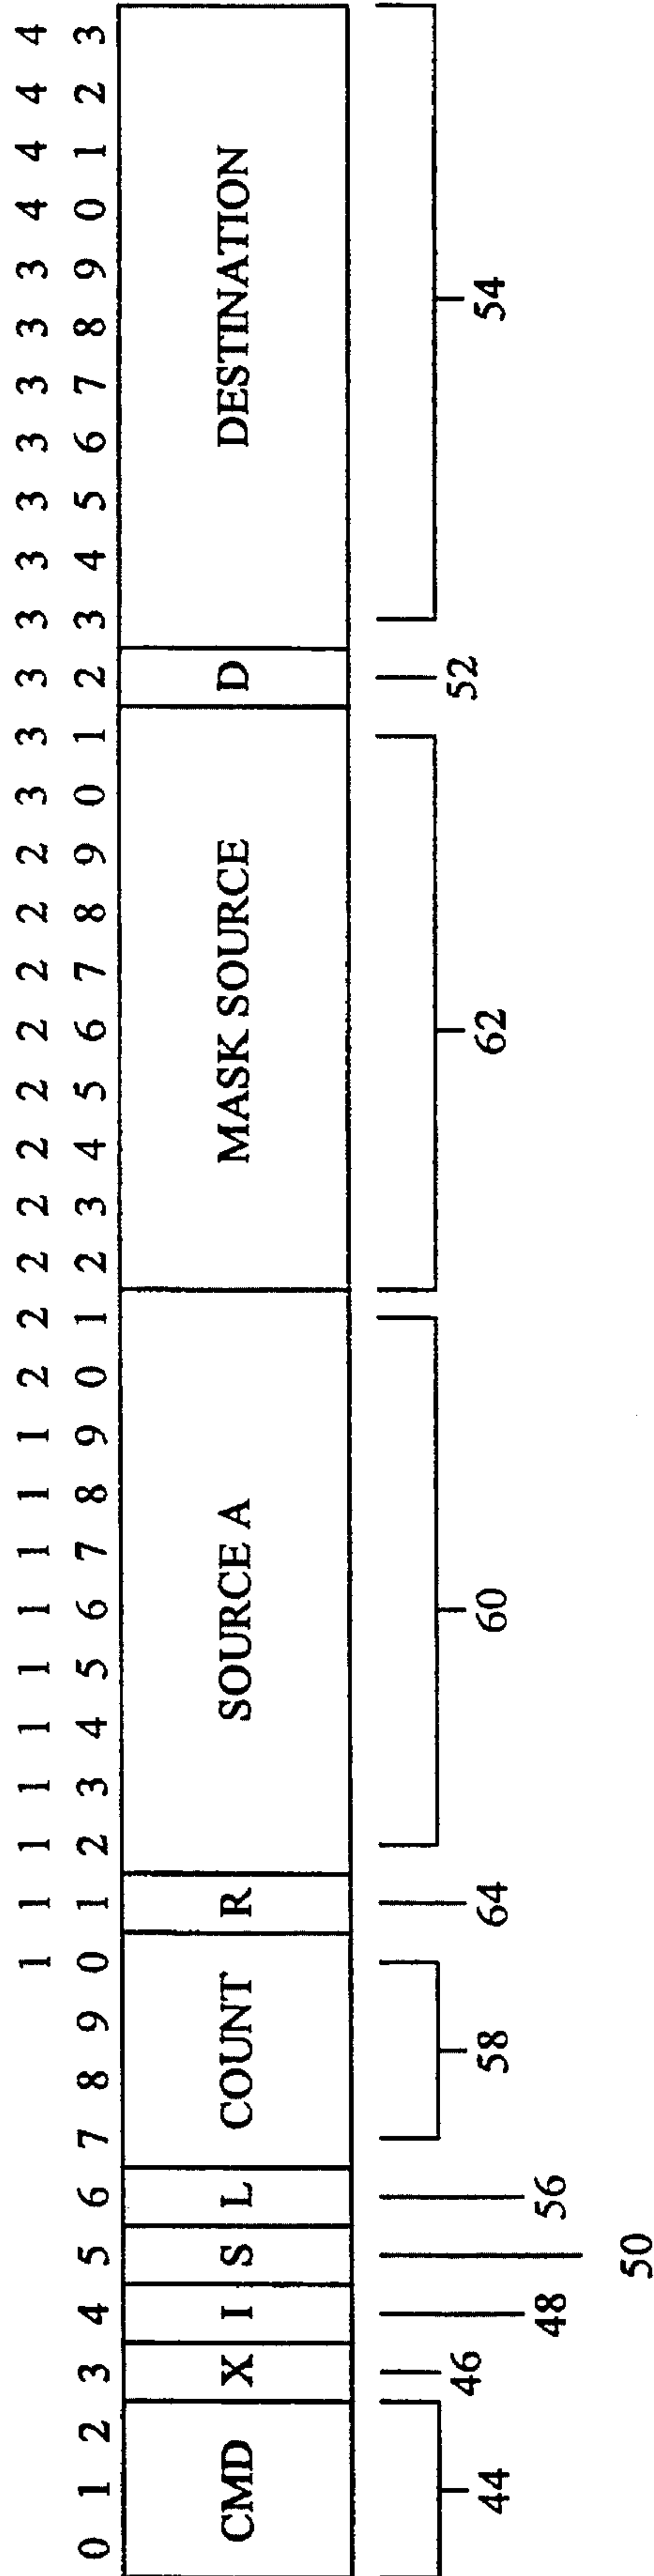 1 1 1 1 1 1 1 1 1 1 2 2 2 2 2 2 2 2 2 2 3 3 3 3 3 3 3 3 3 3 4 4 4 4
0 1 2 3 4 5 6 7 8 9 0 1 2 3 4 5 6 7 8 9 0 1 2 3 4 5 6 7 8 9 0 1 2 3 4 5 6 7 8 9 0 1 2 3
CMD X I S L COUNT R SOURCE A MASK SOURCE D DESTINATION
44 46 58 64 60 62 52 54
48 56
50